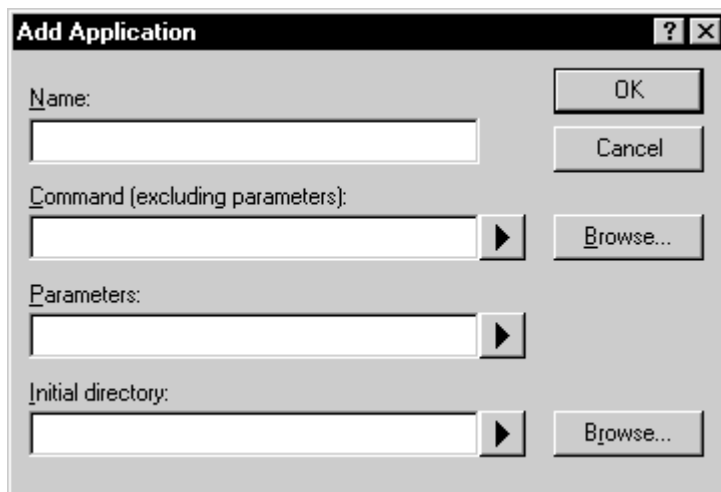 Add Application
Name:
OK
Cancel
Command (excluding parameters):
Browse...
Parameters:
Initial directory:
Browse...